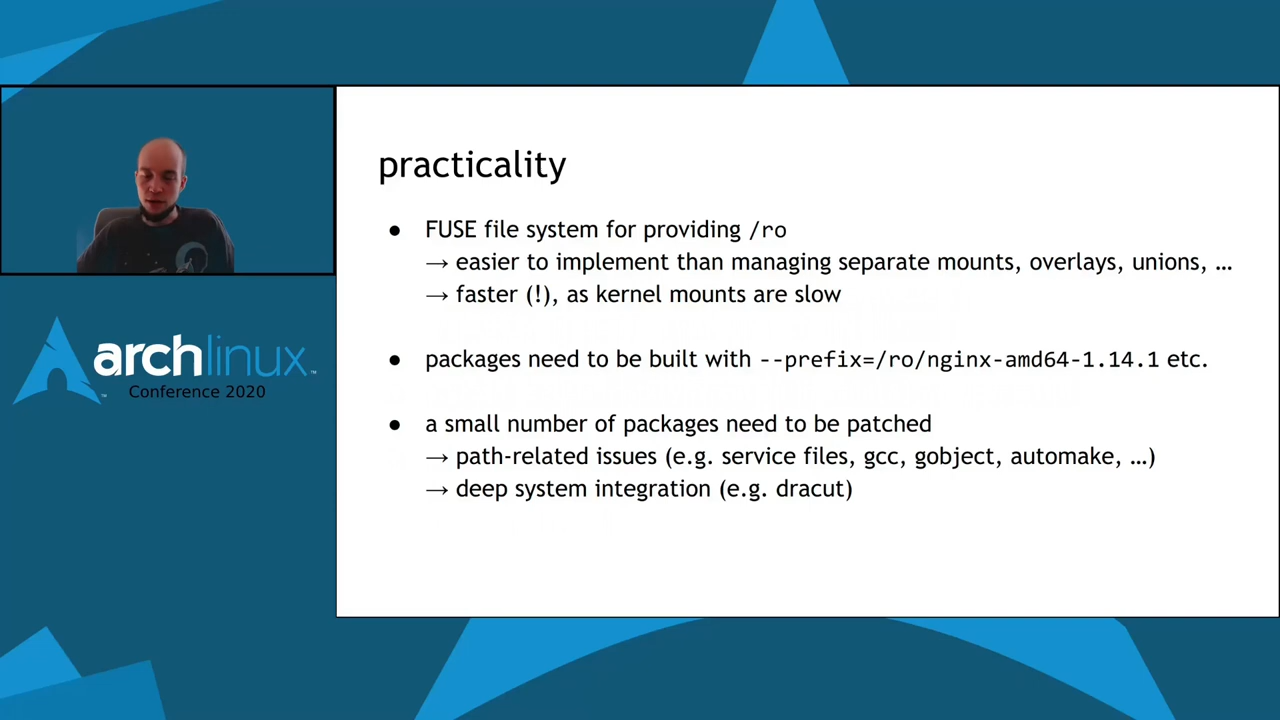 practicality
● FUSE file system for providing /ro
→ easier to implement than managing separate mounts, overlays, unions, …
→ faster (!), as kernel mounts are slow
● packages need to be built with --prefix=/ro/nginx-amd64-1.14.1 etc.
● a small number of packages need to be patched
→ path-related issues (e.g. service files, gcc, gobject, automake, …)
→ deep system integration (e.g. dracut)
archlinux™
Conference 2020